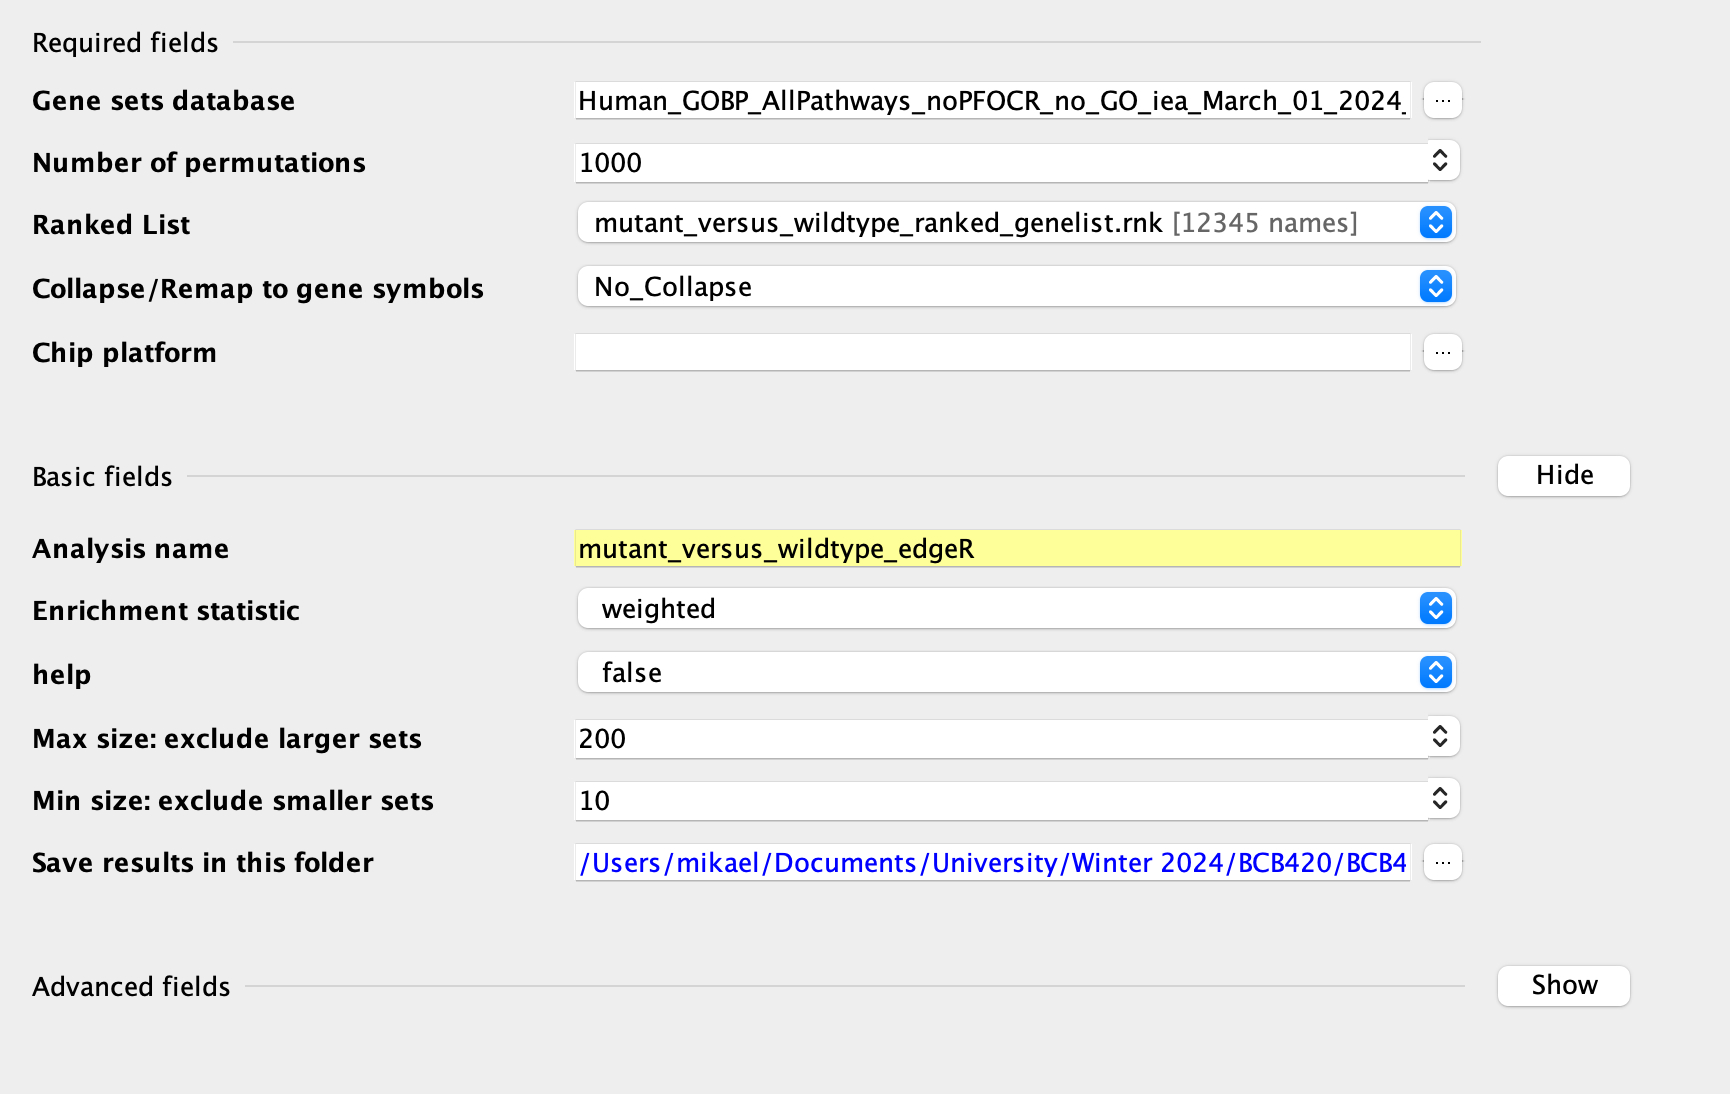 Required fields
Gene sets database Human_GOBP_AllPathways_noPFOCR_no_GO_iea_March_01_2024_ ...
Number of permutations 1000
Ranked List mutant_versus_wildtype_ranked_genelist.rnk [12345 names]
Collapse/Remap to gene symbols No_Collapse
Chip platform ...
Basic fields Hide
Analysis name mutant_versus_wildtype_edgeR
Enrichment statistic weighted
help false
Max size: exclude larger sets 200
Min size: exclude smaller sets 10
Save results in this folder /Users/mikael/Documents/University/Winter 2024/BCB420/BCB4 ...
Advanced fields Show